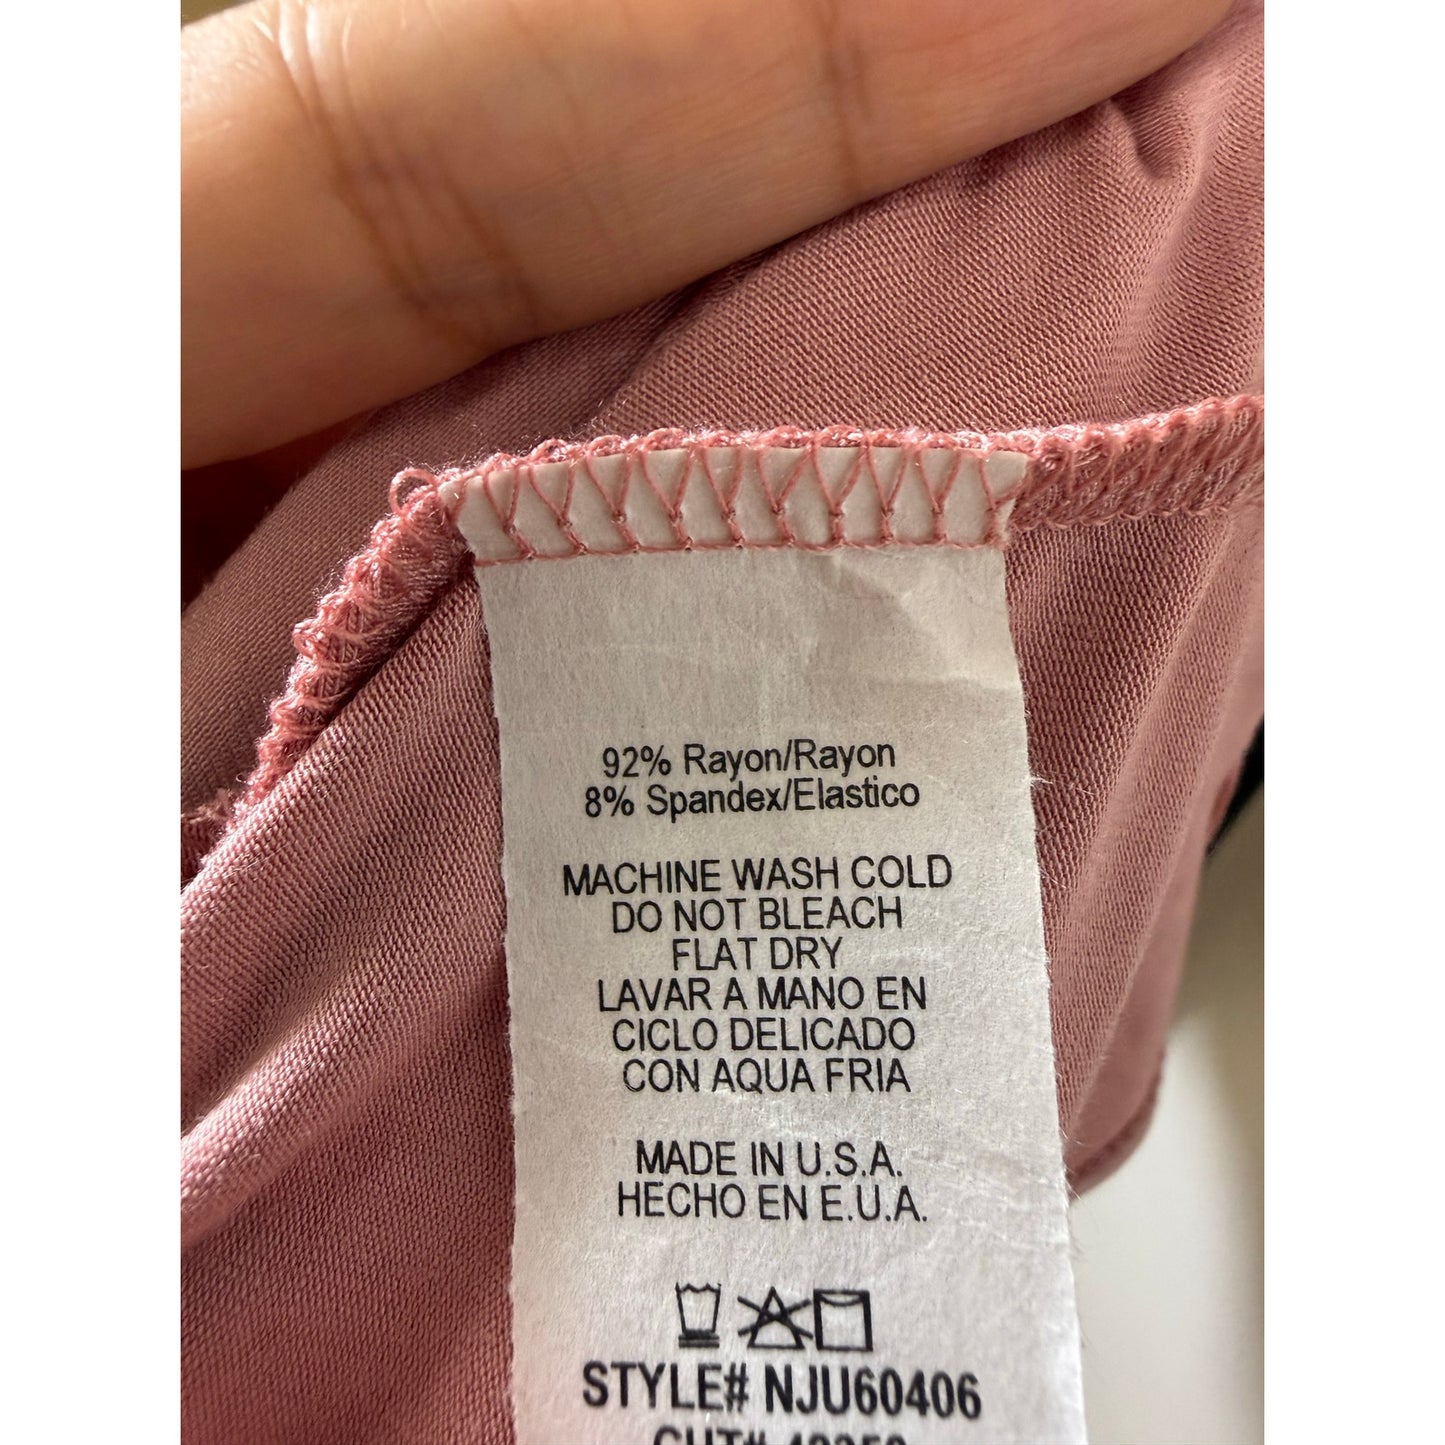 92% Rayon/Rayon
8% Spandex/Elastico
MACHINE WASH COLD
DO NOT BLEACH
FLAT DRY
LAVAR A MANO EN
CICLO DELICADO
CON AQUA FRIA
MADE IN U.S.A.
HECHO EN E.U.A.
STYLE# NJU60406
CUT#